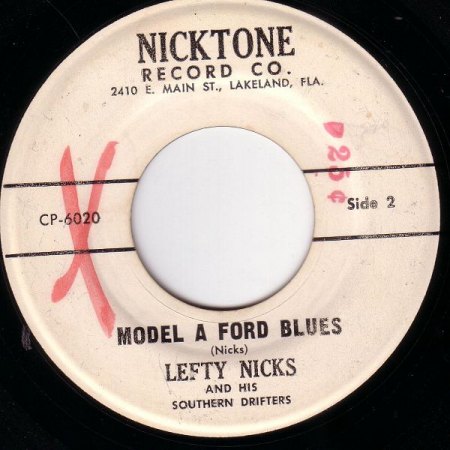 NICKTONE
RECORD CO.
2410 E. MAIN ST., LAKELAND, FLA.
25¢
CP-6020
Side 2
MODEL A FORD BLUES
(Nicks)
LEFTY NICKS
AND HIS
SOUTHERN DRIFTERS